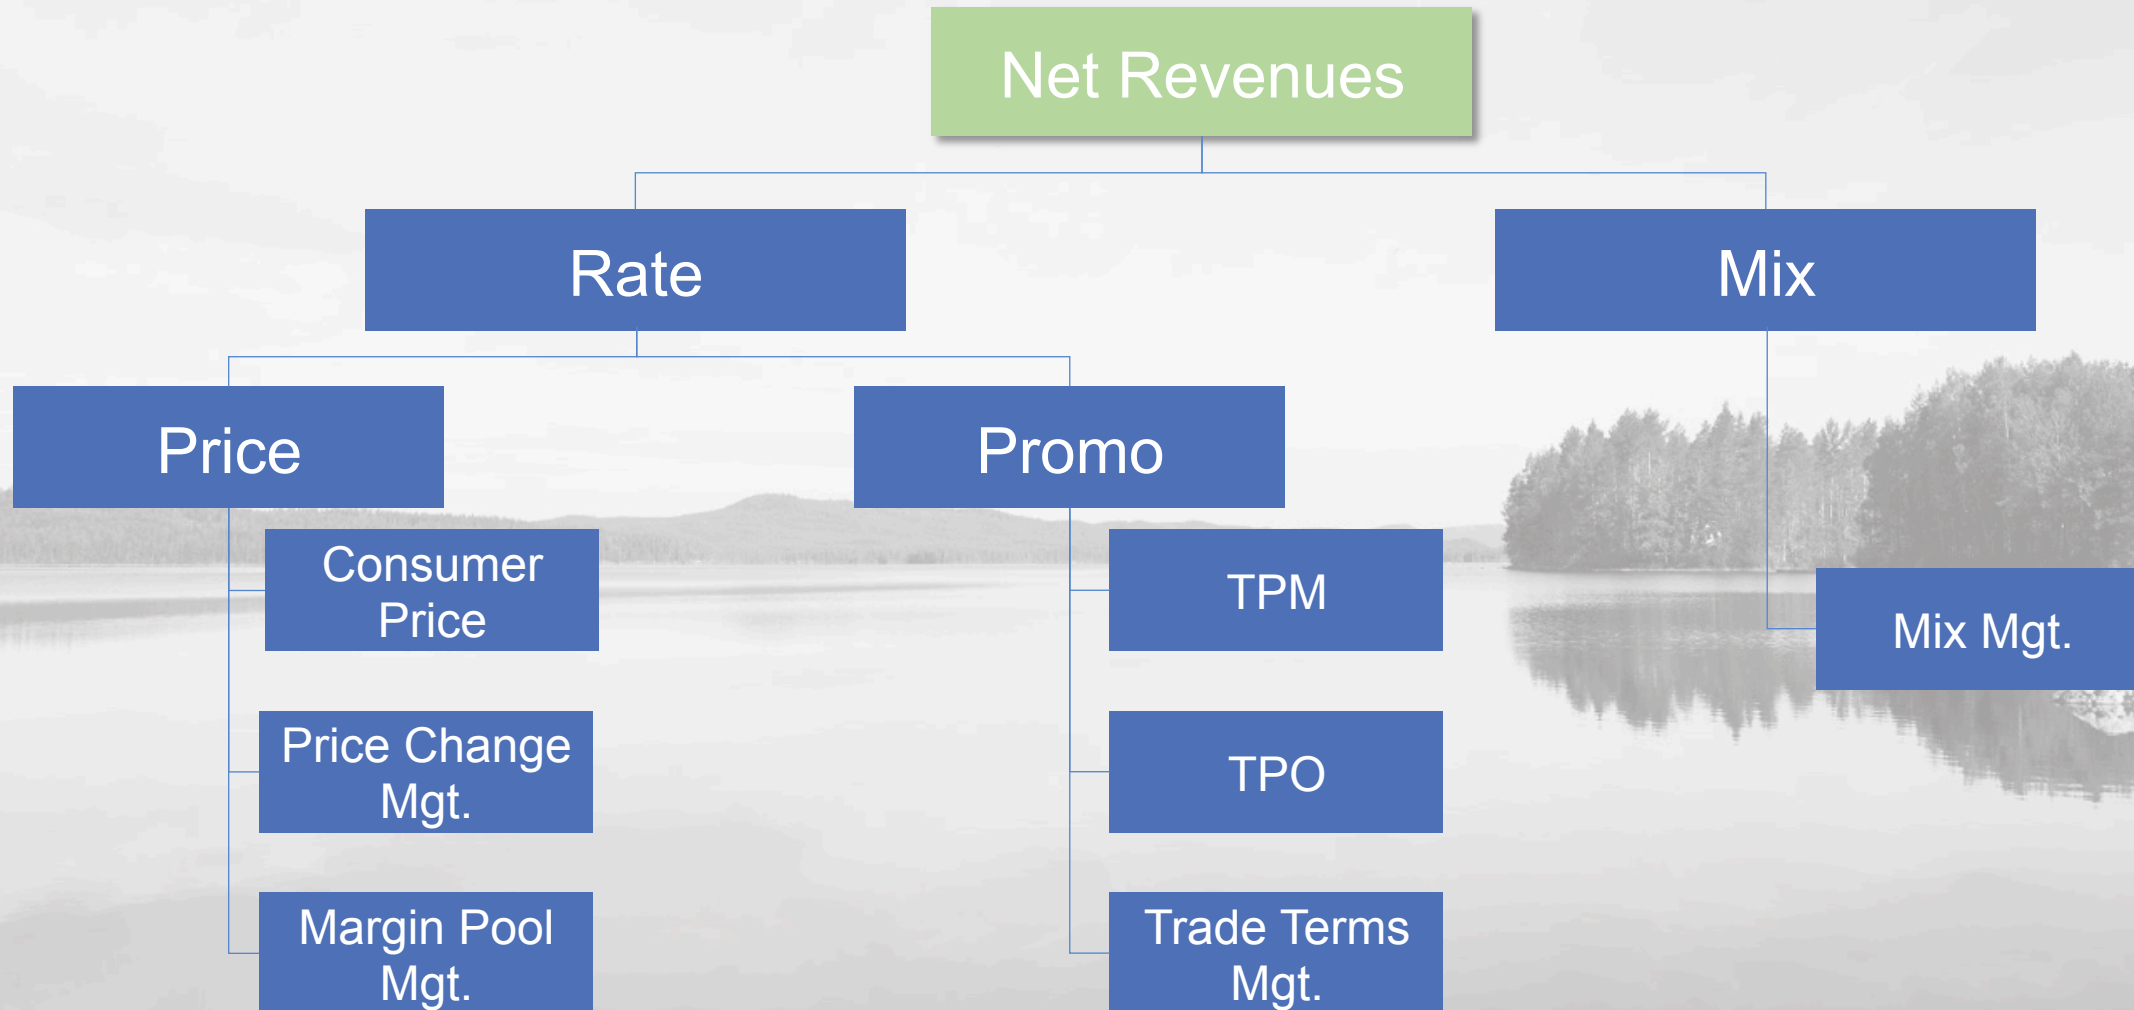 Net Revenues
Rate
Mix
Price
Promo
Consumer
Price
TPM
Mix Mgt.
Price Change
Mgt.
TPO
Margin Pool
Mgt.
Trade Terms
Mgt.